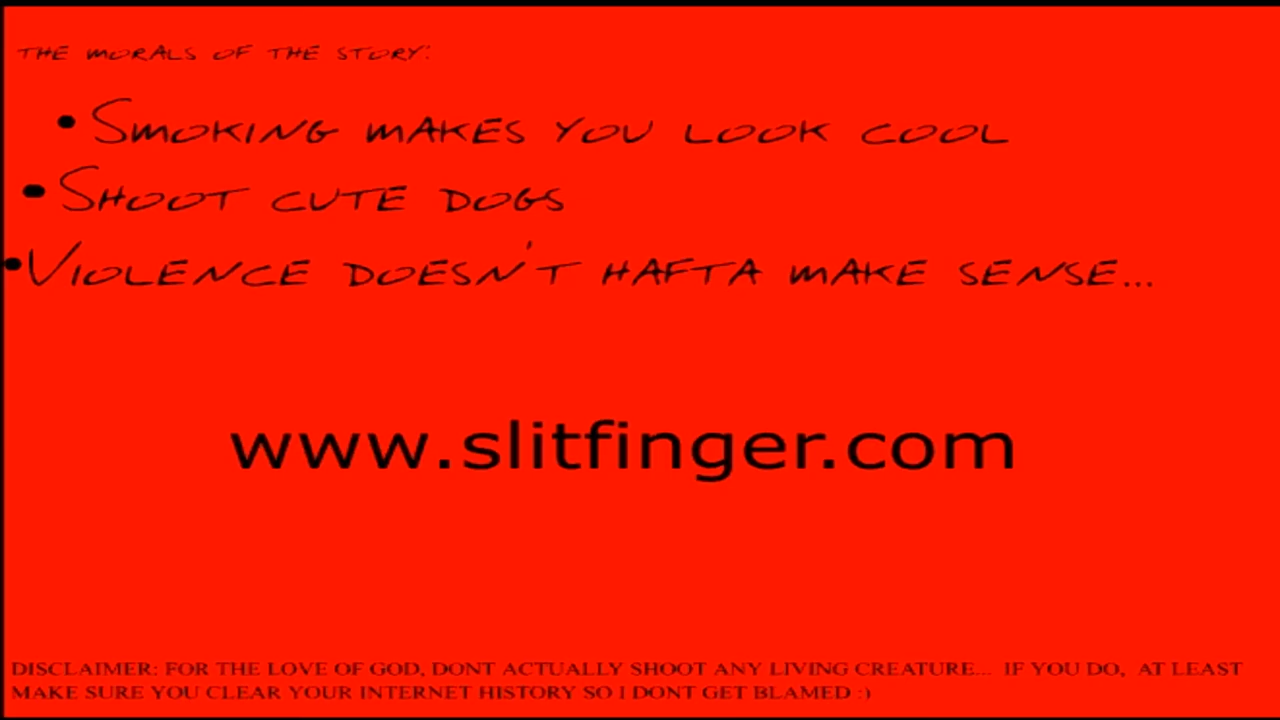 THE MORALS OF THE STORY:
• SMOKING MAKES YOU LOOK COOL
• SHOOT CUTE DOGS
• VIOLENCE DOESN'T HAFTA MAKE SENSE...
www.slitfinger.com
DISCLAIMER: FOR THE LOVE OF GOD, DONT ACTUALLY SHOOT ANY LIVING CREATURE... IF YOU DO, AT LEAST
MAKE SURE YOU CLEAR YOUR INTERNET HISTORY SO I DONT GET BLAMED :)